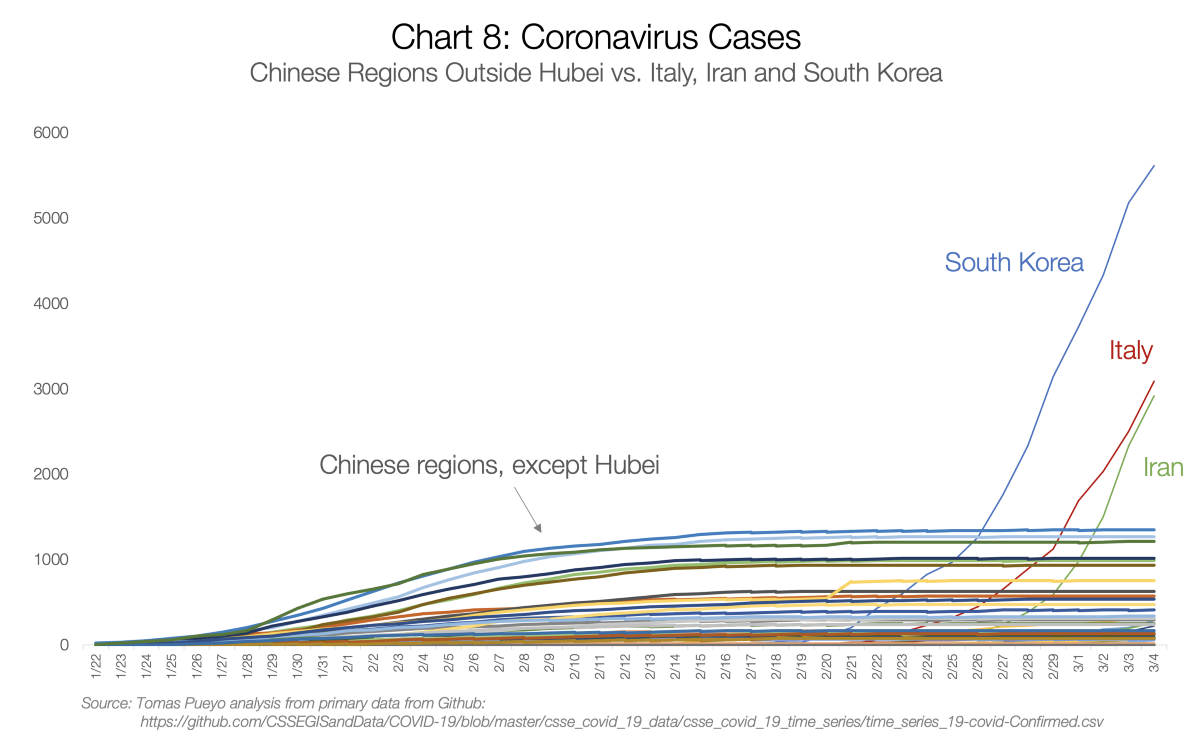 Chart 8: Coronavirus Cases
Chinese Regions Outside Hubei vs. Italy, Iran and South Korea
6000
5000
4000
3000
2000
1000
0
South Korea
Italy
Iran
Chinese regions, except Hubei
1/22 1/23 1/24 1/25 1/26 1/27 1/28 1/29 1/30 1/31 2/1 2/2 2/3 2/4 2/5 2/6 2/7 2/8 2/9 2/10 2/11 2/12 2/13 2/14 2/15 2/16 2/17 2/18 2/19 2/20 2/21 2/22 2/23 2/24 2/25 2/26 2/27 2/28 2/29 3/1 3/2 3/3 3/4
Source: Tomas Pueyo analysis from primary data from Github:
https://github.com/CSSEGISandData/COVID-19/blob/master/csse_covid_19_data/csse_covid_19_time_series/time_series_19-covid-Confirmed.csv